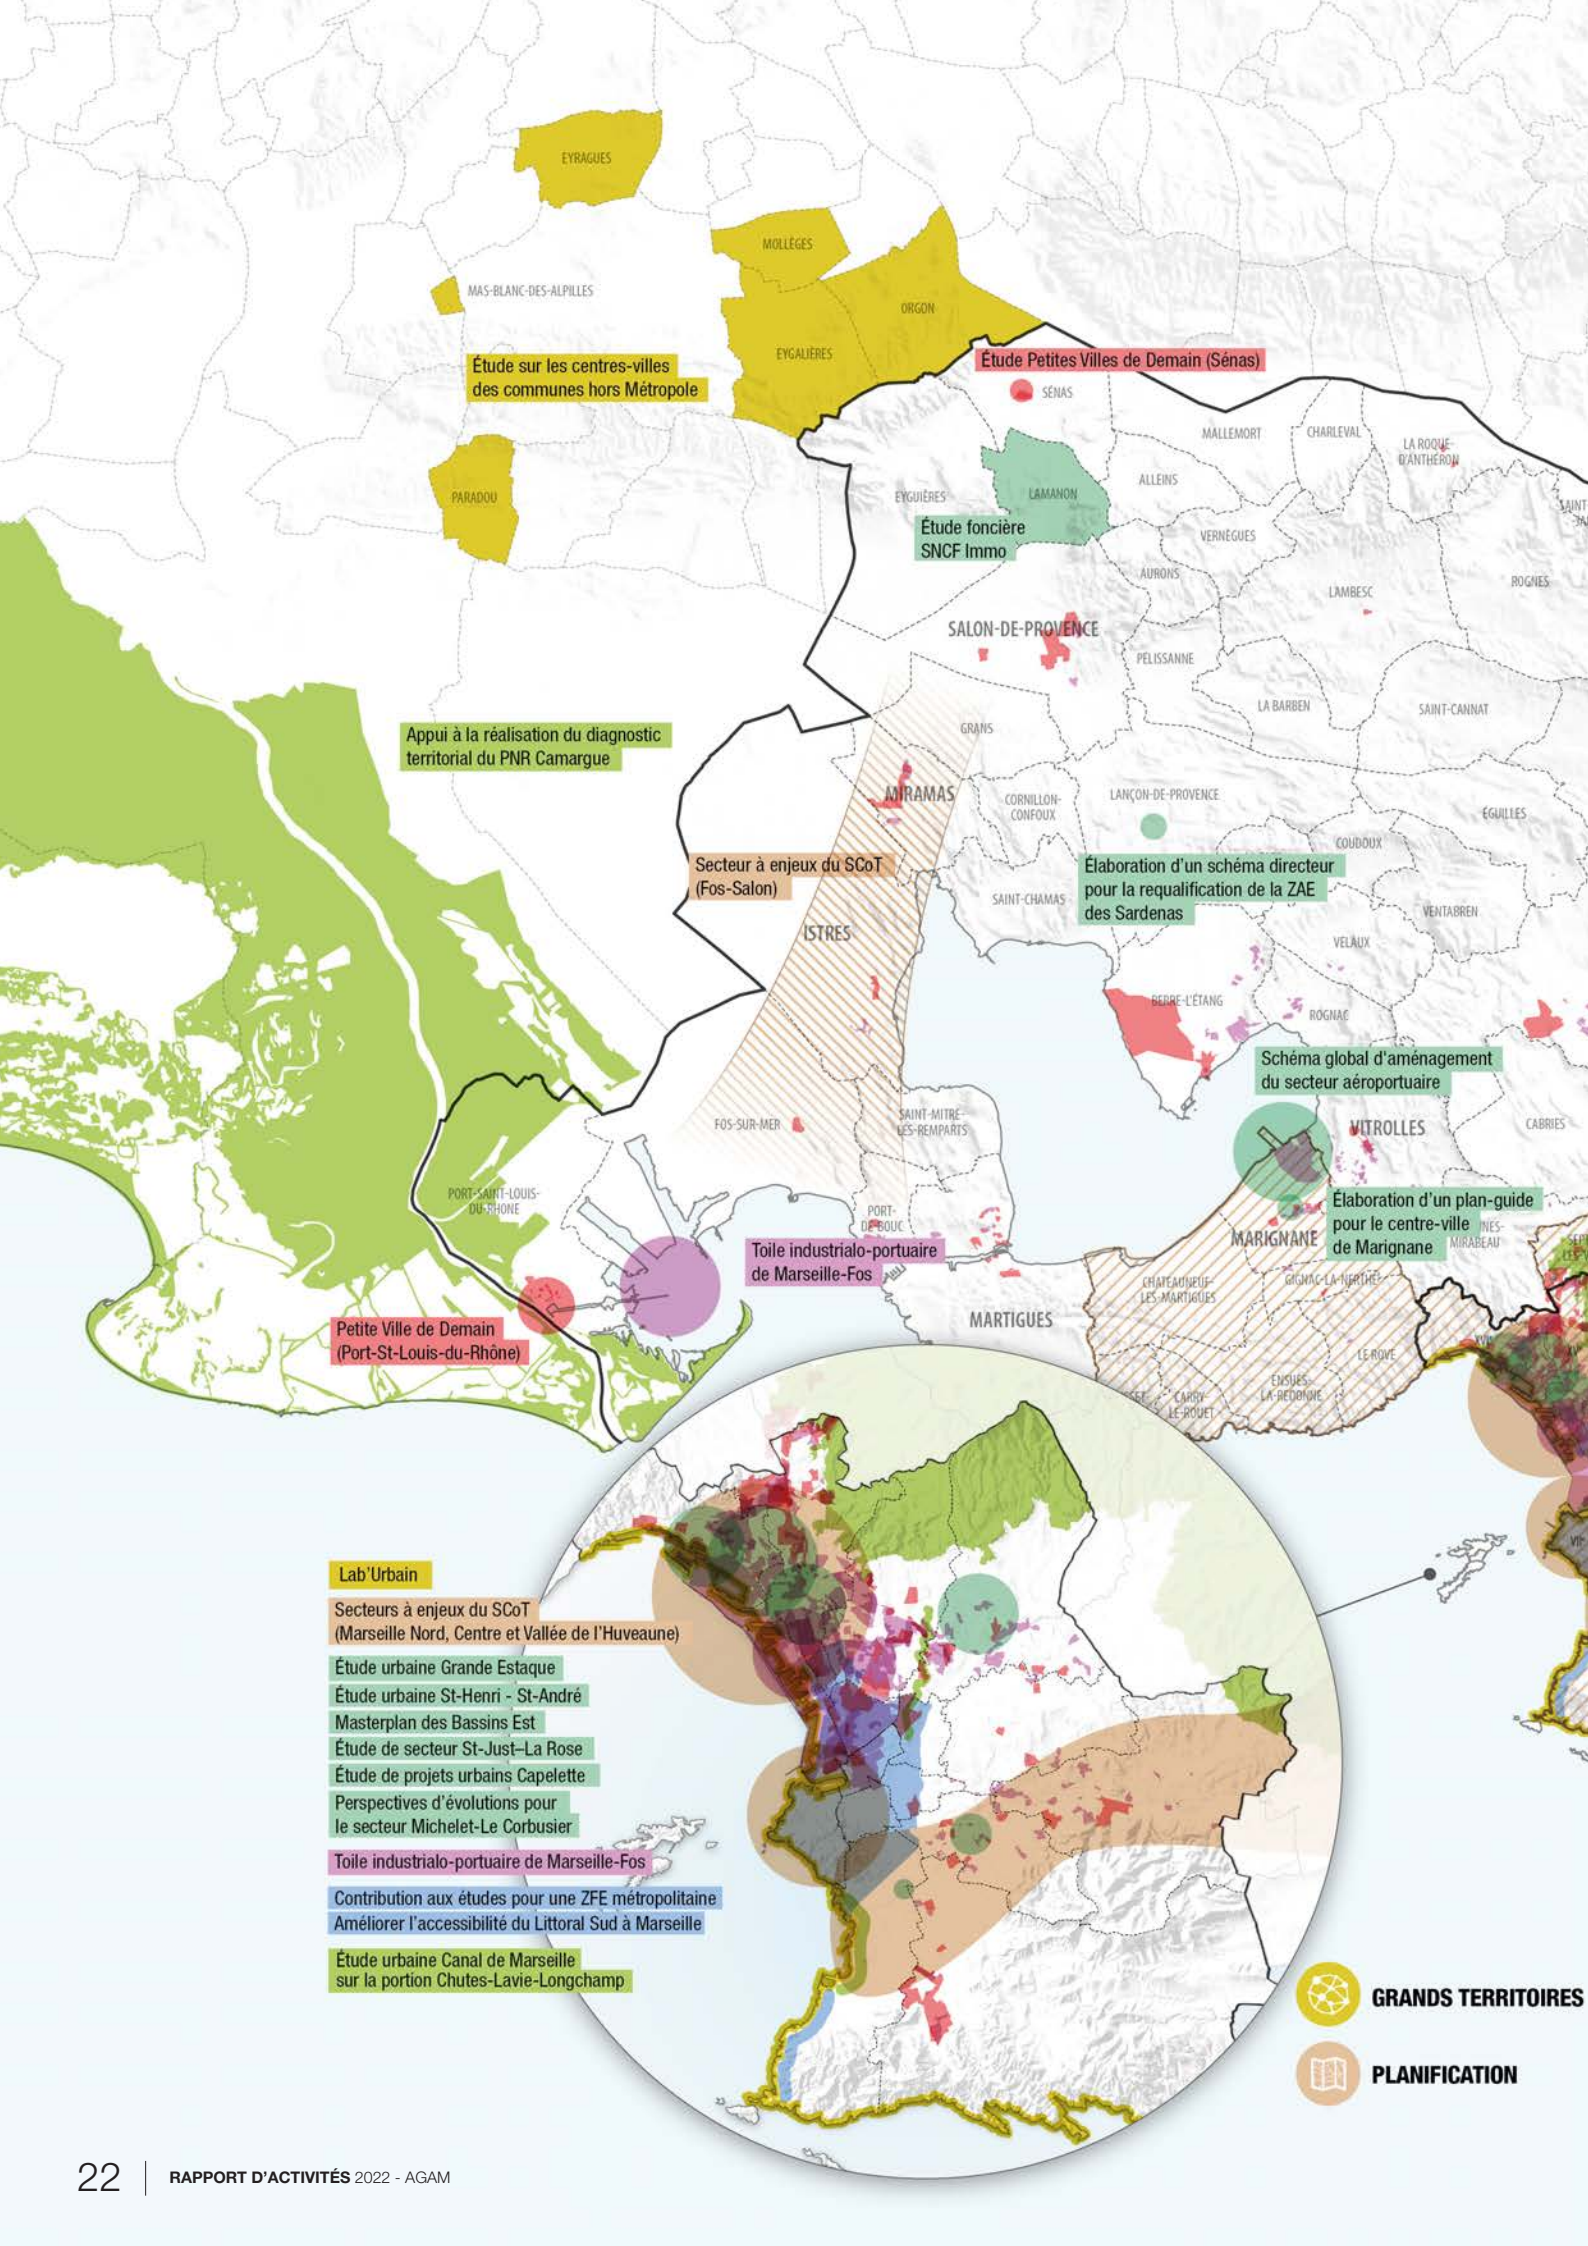 EYRAGUES
MOLLÉGES
MAS-BLANC-DES-ALPILLES
ORGON
EYGALIÈRES
Étude sur les centres-villes
des communes hors Métropole
Étude Petites Villes de Demain (Sénas)
SÉNAS
MALLEMORT
CHARLEVAL
LA ROQUE-
D'ANTHÉRON
PARADOU
EYGUIÈRES
LAMANON
ALLEINS
Étude foncière
SNCF Immo
VERNÈGUES
AURONS
LAMBESC
ROGNES
SALON-DE-PROVENCE
PÉLISSANNE
LA BARBEN
SAINT-CANNAT
Appui à la réalisation du diagnostic
territorial du PNR Camargue
GRANS
MIRAMAS
CORNILLON-
CONFOUX
LANÇON-DE-PROVENCE
ÉGUILLES
COUDOUX
Secteur à enjeux du SCoT
(Fos-Salon)
Élaboration d'un schéma directeur
pour la requalification de la ZAE
des Sardenas
SAINT-CHAMAS
VENTABREN
ISTRES
VELAUX
BERRE-L'ÉTANG
ROGNAC
Schéma global d'aménagement
du secteur aéroportuaire
FOS-SUR-MER
SAINT-MITRE-
LES-REMPARTS
VITROLLES
CABRIÈS
PORT-SAINT-LOUIS-
DU-RHONE
PORT-
DE-BOUC
Élaboration d'un plan-guide
pour le centre-ville
de Marignane
MARIGNANE
MIRABEAU
Toile industrialo-portuaire
de Marseille-Fos
CHATEAUNEUF-
LES-MARTIGUES
GIGNAC-LA-NERTHE
MARTIGUES
Petite Ville de Demain
(Port-St-Louis-du-Rhône)
LE ROVE
ENSUES-
LA-REDONNE
CARRY-
LE-ROUET
Lab'Urbain
Secteurs à enjeux du SCoT
(Marseille Nord, Centre et Vallée de l'Huveaune)
Étude urbaine Grande Estaque
Étude urbaine St-Henri - St-André
Masterplan des Bassins Est
Étude de secteur St-Just–La Rose
Étude de projets urbains Capelette
Perspectives d'évolutions pour
le secteur Michelet-Le Corbusier
Toile industrialo-portuaire de Marseille-Fos
Contribution aux études pour une ZFE métropolitaine
Améliorer l'accessibilité du Littoral Sud à Marseille
Étude urbaine Canal de Marseille
sur la portion Chutes-Lavie-Longchamp
GRANDS TERRITOIRES
PLANIFICATION
22
RAPPORT D'ACTIVITÉS 2022 - AGAM